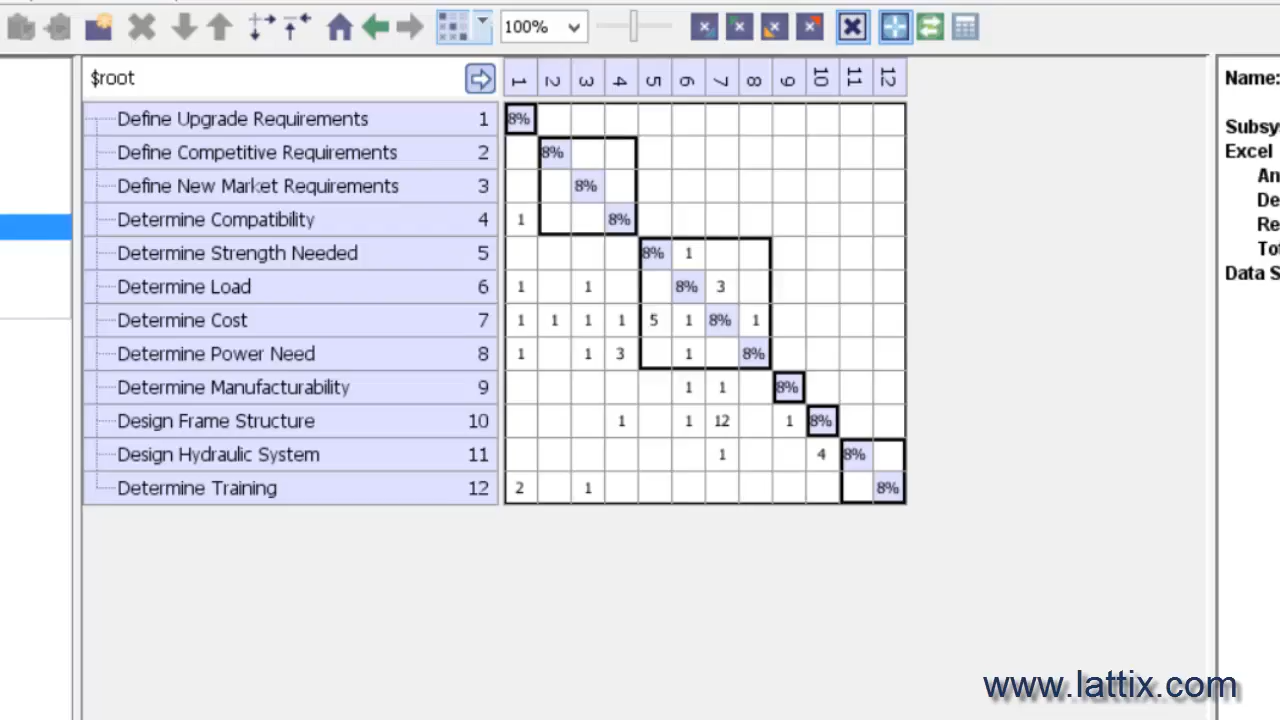 100%
$root 1 2 3 4 5 6 7 8 9 10 11 12
Define Upgrade Requirements 1 8%
Define Competitive Requirements 2 8%
Define New Market Requirements 3 8%
Determine Compatibility 4 1 8%
Determine Strength Needed 5 8% 1
Determine Load 6 1 1 8% 3
Determine Cost 7 1 1 1 1 5 1 8% 1
Determine Power Need 8 1 1 3 1 8%
Determine Manufacturability 9 1 1 8%
Design Frame Structure 10 1 1 12 1 8%
Design Hydraulic System 11 1 4 8%
Determine Training 12 2 1 8%
Name:
Subsy
Excel
An
De
Re
Tot
Data S
www.lattix.com